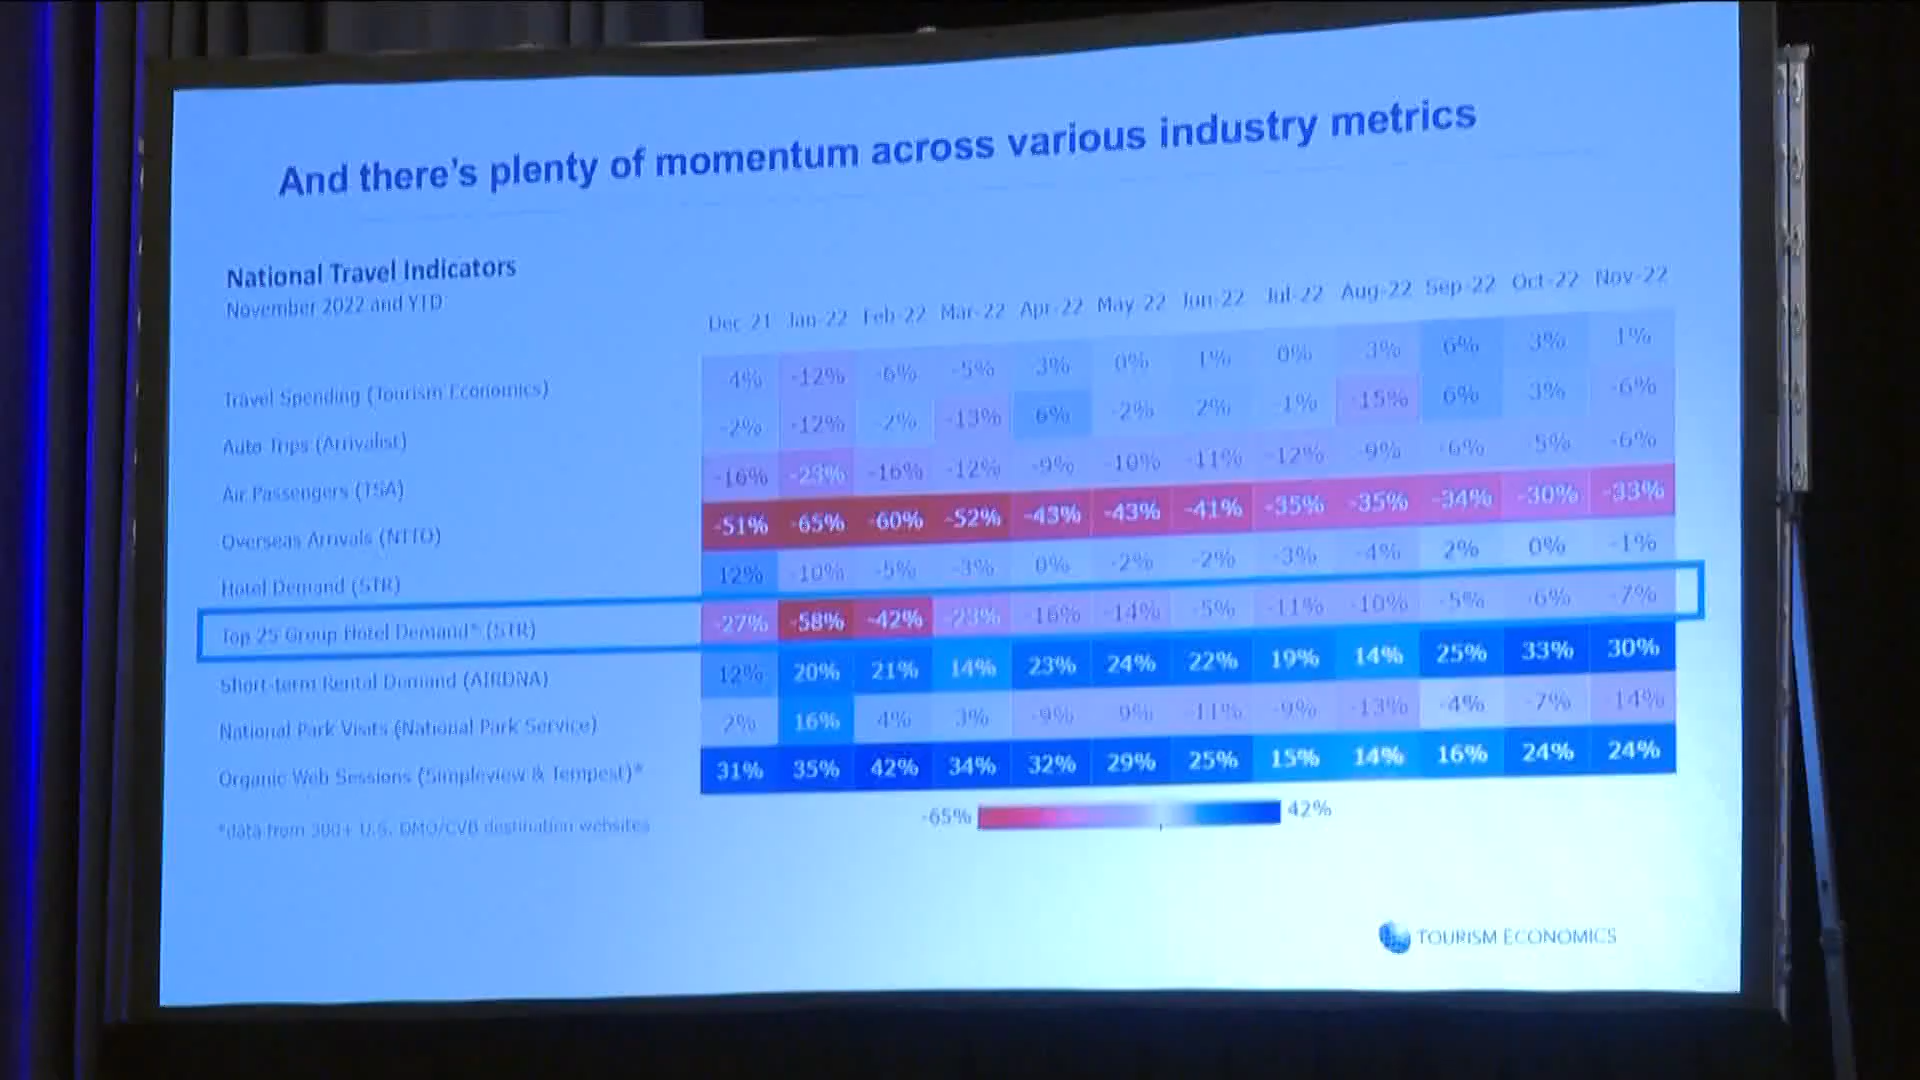 And there's plenty of momentum across various industry metrics
National Travel Indicators
November 2022 and YTD
Dec-21 Jan-22 Feb-22 Mar-22 Apr-22 May-22 Jun-22 Jul-22 Aug-22 Sep-22 Oct-22 Nov-22
Travel Spending (Tourism Economics) -4% -12% -6% -5% 3% 0% 1% 0% 3% 6% 3% 1%
Auto Trips (Arrivalist) -2% -12% -2% -13% 6% -2% 2% -1% -15% 6% 3% -6%
Air Passengers (TSA) -16% -23% -16% -12% -9% -10% -11% -12% -9% -6% -5% -6%
Overseas Arrivals (NTTO) -51% -65% -60% -52% -43% -43% -41% -35% -35% -34% -30% -33%
Hotel Demand (STR) 12% -10% -5% -3% 0% -2% -2% -3% -4% 2% 0% -1%
Top 25 Group Hotel Demand* (STR) -27% -58% -42% -23% -16% -14% -5% -11% -10% -5% -6% -7%
Short-term Rental Demand (AIRDNA) 12% 20% 21% 14% 23% 24% 22% 19% 14% 25% 33% 30%
National Park Visits (National Park Service) 2% 16% 4% 3% -9% 9% -11% -9% -13% -4% -7% 14%
Organic Web Sessions (Simpleview & Tempest)* 31% 35% 42% 34% 32% 29% 25% 15% 14% 16% 24% 24%
-65% 42%
*data from 300+ U.S. DMO/CVB destination websites
TOURISM ECONOMICS